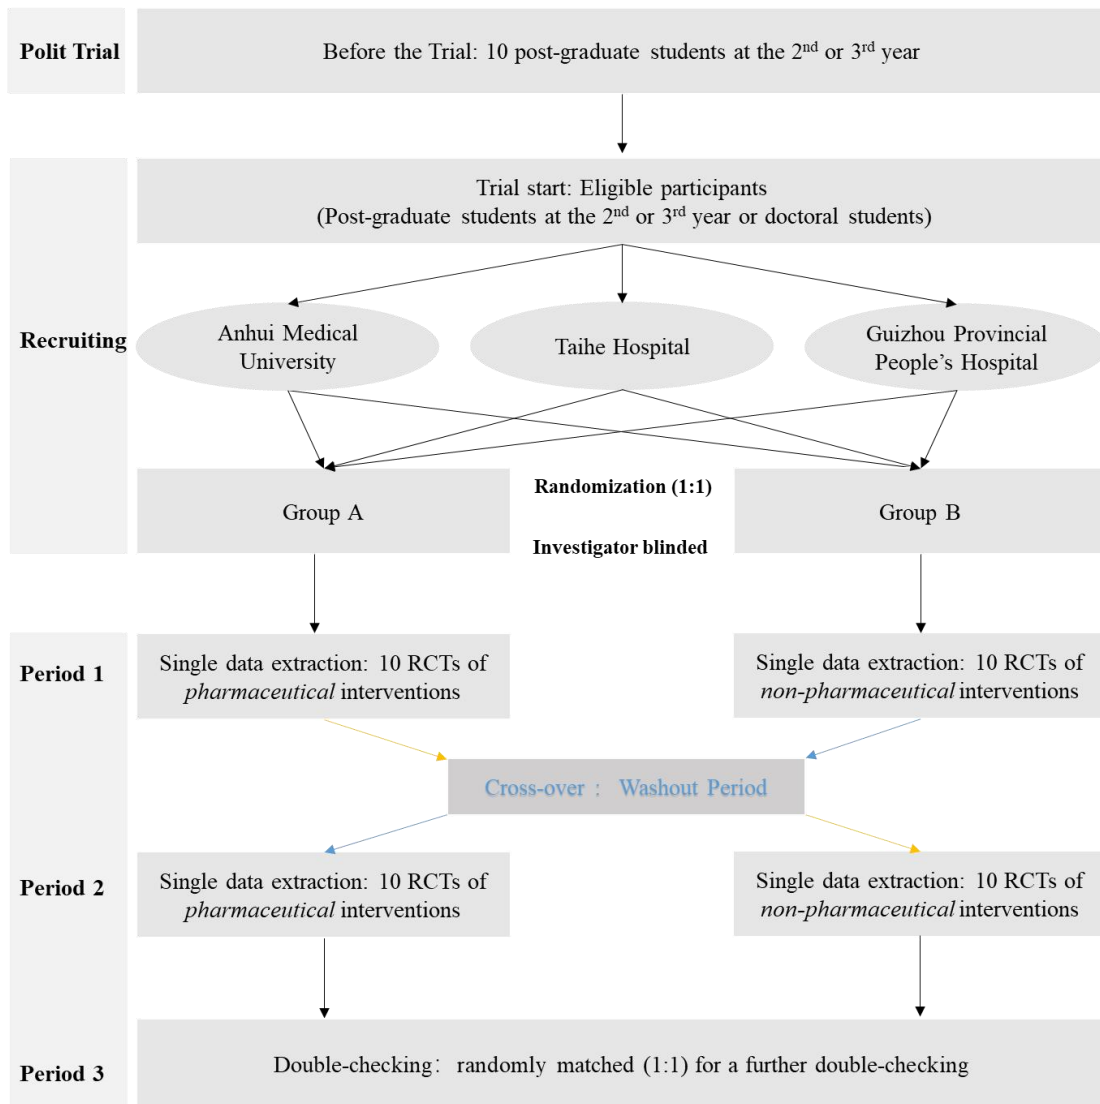 Polit Trial
Before the Trial: 10 post-graduate students at the 2nd or 3rd year
Trial start: Eligible participants
(Post-graduate students at the 2nd or 3rd year or doctoral students)
Recruiting
Anhui Medical
University
Taihe Hospital
Guizhou Provincial
People’s Hospital
Group A
Randomization (1:1)
Investigator blinded
Group B
Period 1
Single data extraction: 10 RCTs of
pharmaceutical interventions
Single data extraction: 10 RCTs of
non-pharmaceutical interventions
Cross-over : Washout Period
Period 2
Single data extraction: 10 RCTs of
pharmaceutical interventions
Single data extraction: 10 RCTs of
non-pharmaceutical interventions
Period 3
Double-checking: randomly matched (1:1) for a further double-checking